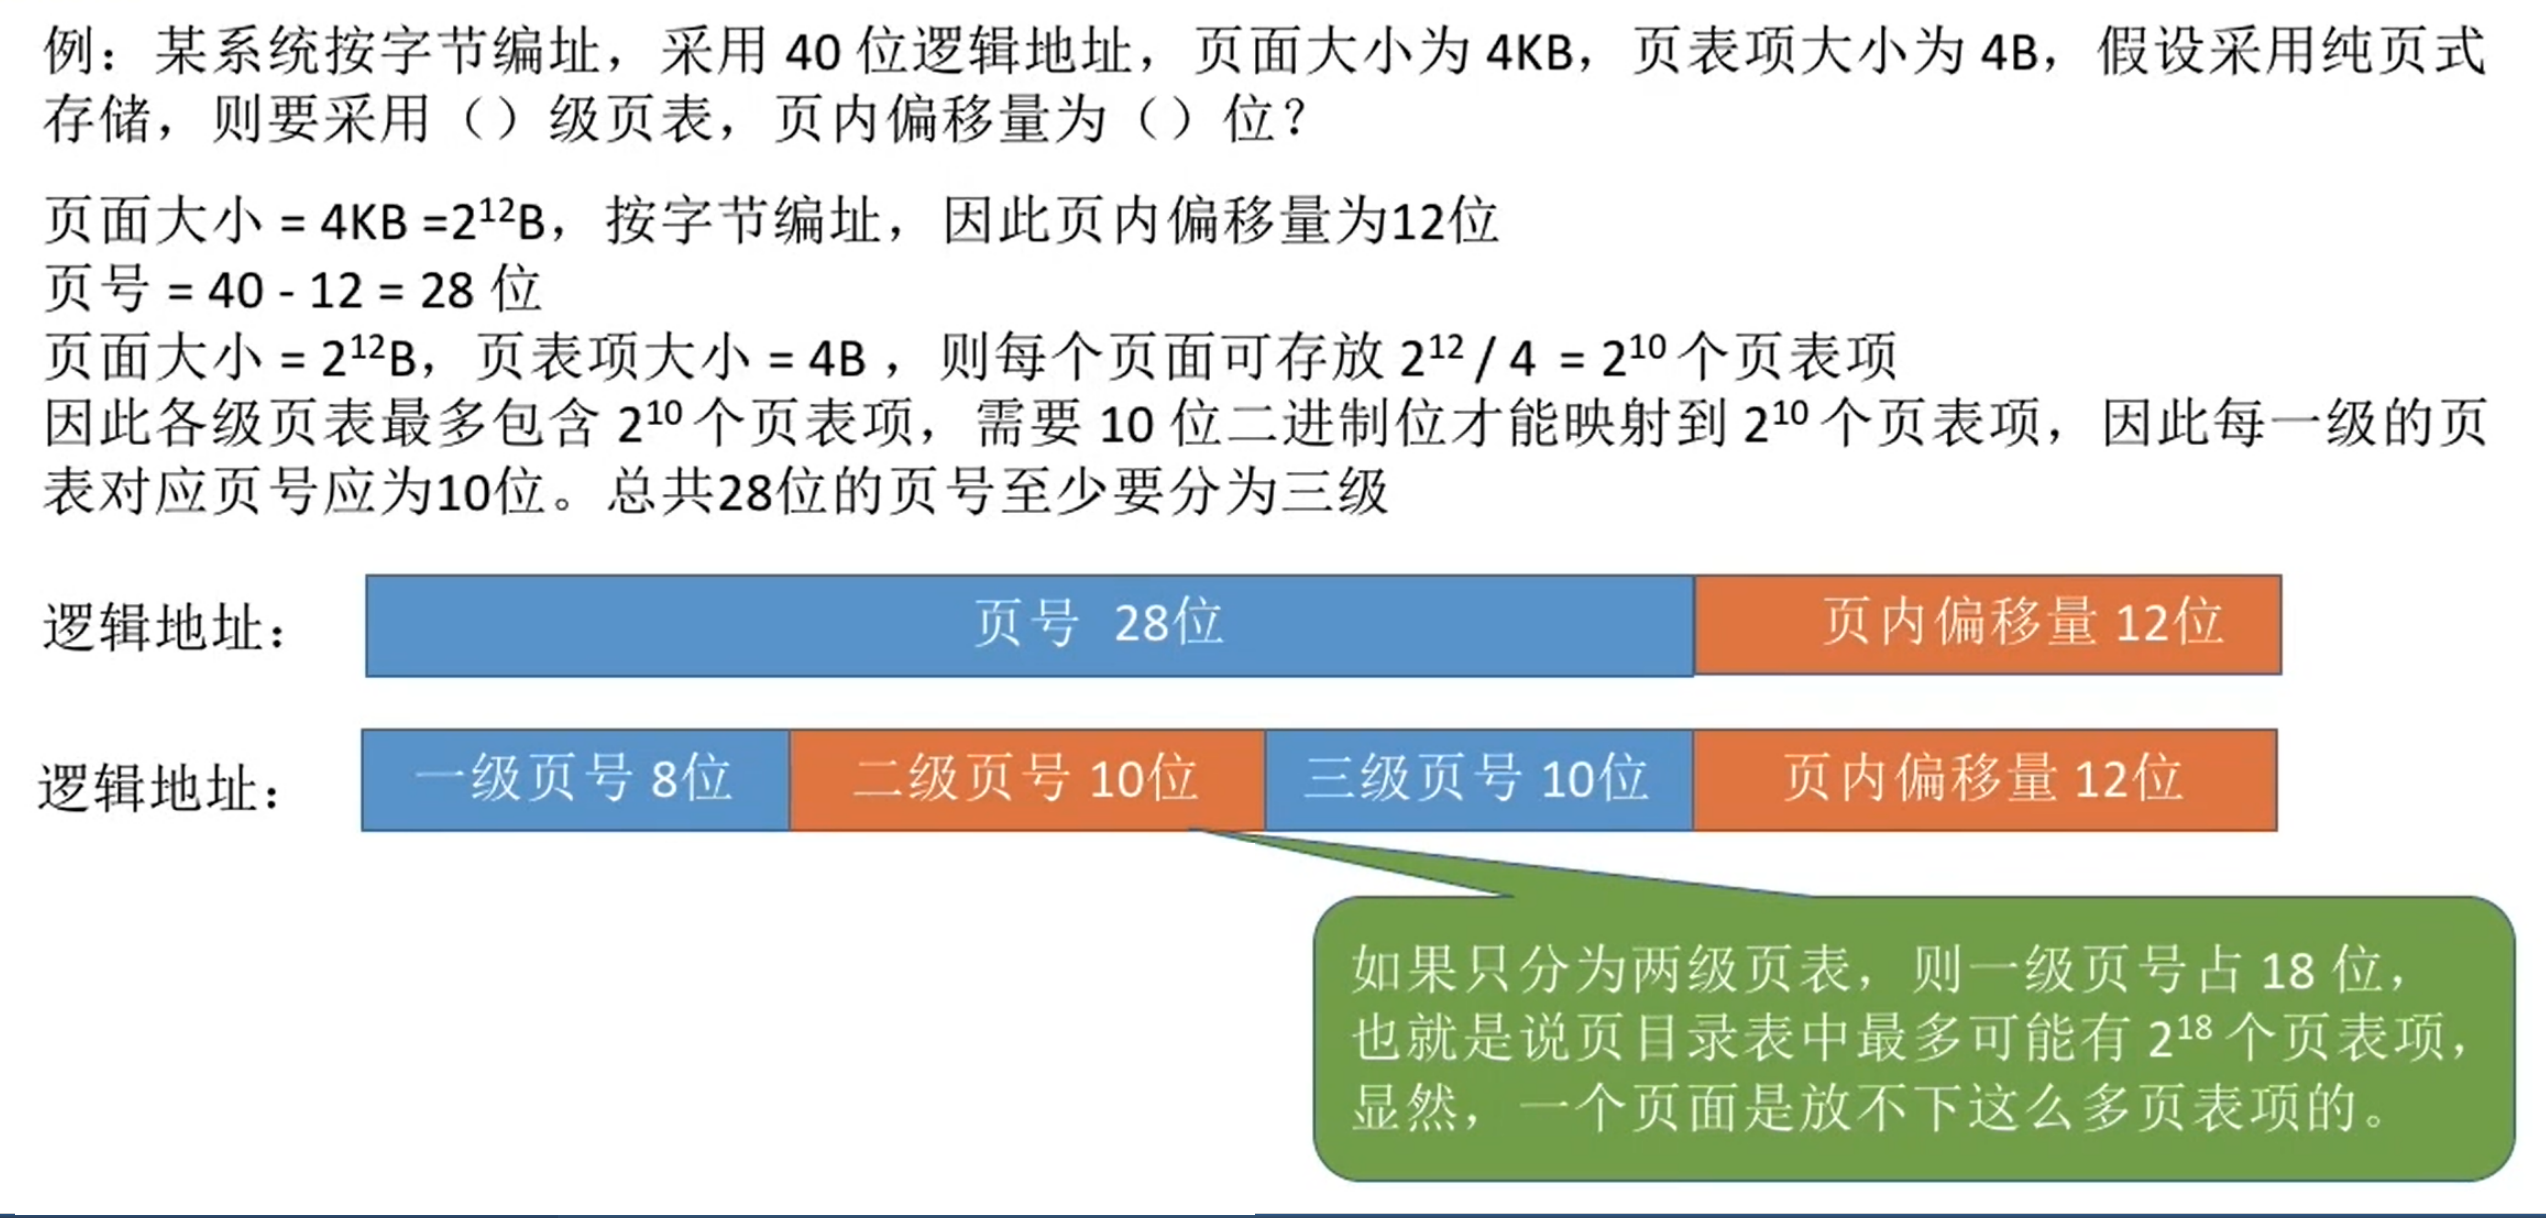 例：某系统按字节编址，采用 40 位逻辑地址，页面大小为 4KB，页表项大小为 4B，假设采用纯页式
存储，则要采用（）级页表，页内偏移量为（）位？
页面大小 = 4KB =2¹²B，按字节编址，因此页内偏移量为12位
页号 = 40 - 12 = 28 位
页面大小 = 2¹²B，页表项大小 = 4B ，则每个页面可存放 2¹² / 4 = 2¹⁰ 个页表项
因此各级页表最多包含 2¹⁰ 个页表项，需要 10 位二进制位才能映射到 2¹⁰ 个页表项，因此每一级的页
表对应页号应为10位。总共28位的页号至少要分为三级
逻辑地址： 页号 28位 页内偏移量 12位
逻辑地址： 一级页号 8位 二级页号 10位 三级页号 10位 页内偏移量 12位
如果只分为两级页表，则一级页号占 18 位，
也就是说页目录表中最多可能有 2¹⁸ 个页表项，
显然，一个页面是放不下这么多页表项的。